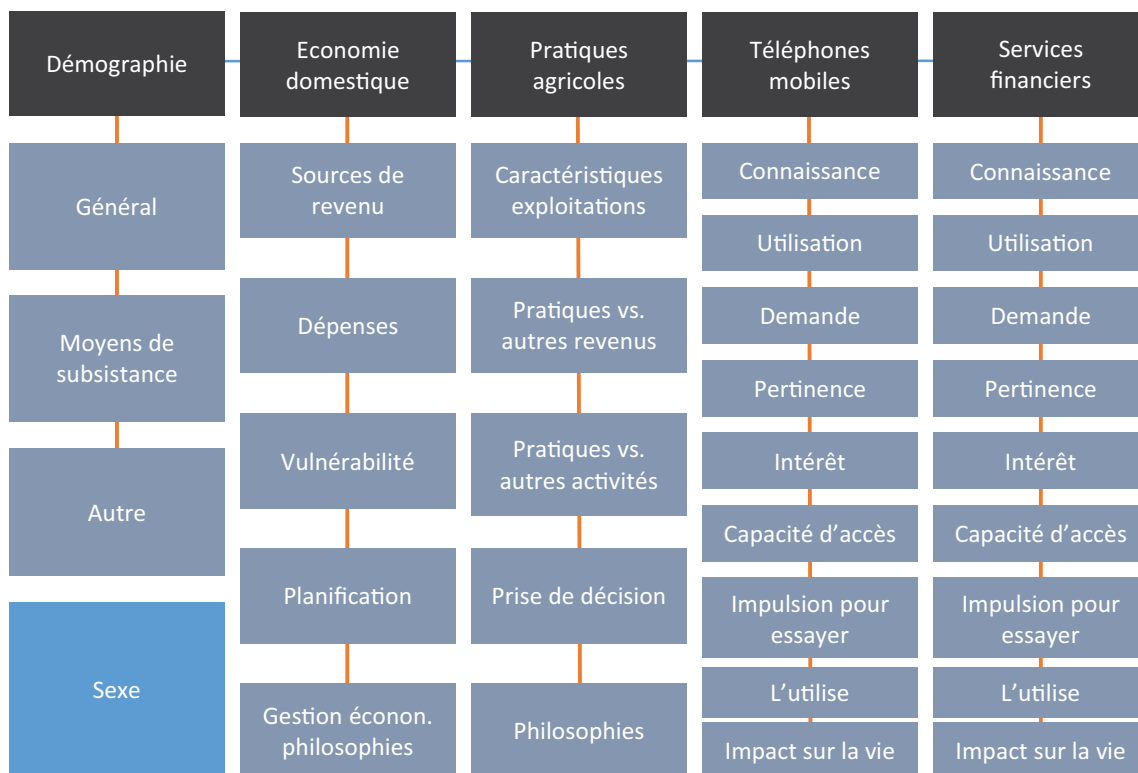 Démographie
Economie
domestique
Pratiques
agricoles
Téléphones
mobiles
Services
financiers
Général
Moyens de
subsistance
Autre
Sexe
Sources de
revenu
Dépenses
Vulnérabilité
Planification
Gestion économ.
philosophies
Caractéristiques
exploitations
Pratiques vs.
autres revenus
Pratiques vs.
autres activités
Prise de décision
Philosophies
Connaissance
Utilisation
Demande
Pertinence
Intérêt
Capacité d’accès
Impulsion pour
essayer
L’utilise
Impact sur la vie
Connaissance
Utilisation
Demande
Pertinence
Intérêt
Capacité d’accès
Impulsion pour
essayer
L’utilise
Impact sur la vie